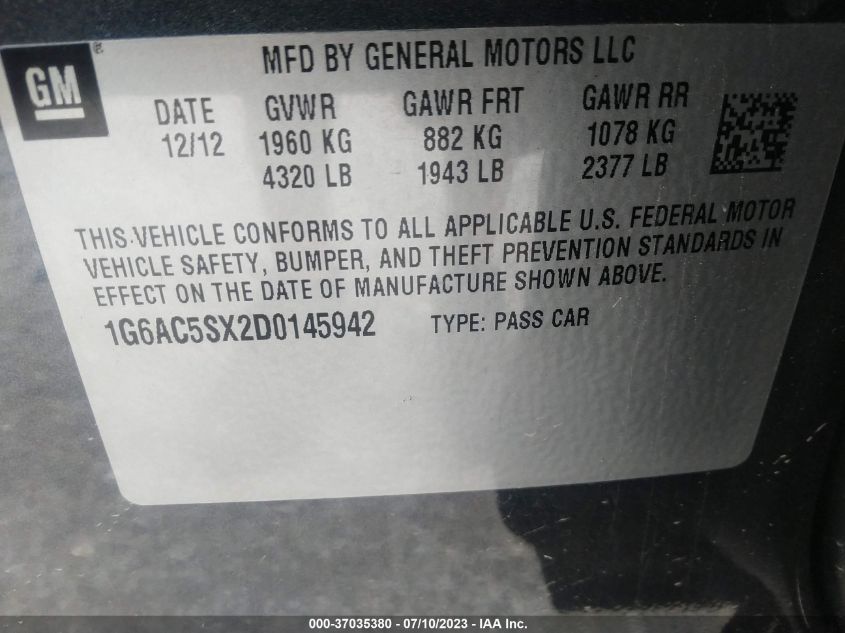 GM
®
MFD BY GENERAL MOTORS LLC
DATE GVWR GAWR FRT GAWR RR
12/12 1960 KG 882 KG 1078 KG
4320 LB 1943 LB 2377 LB
THIS VEHICLE CONFORMS TO ALL APPLICABLE U.S. FEDERAL MOTOR
VEHICLE SAFETY, BUMPER, AND THEFT PREVENTION STANDARDS IN
EFFECT ON THE DATE OF MANUFACTURE SHOWN ABOVE.
1G6AC5SX2D0145942 TYPE: PASS CAR
000-37035380 - 07/10/2023 - IAA Inc.